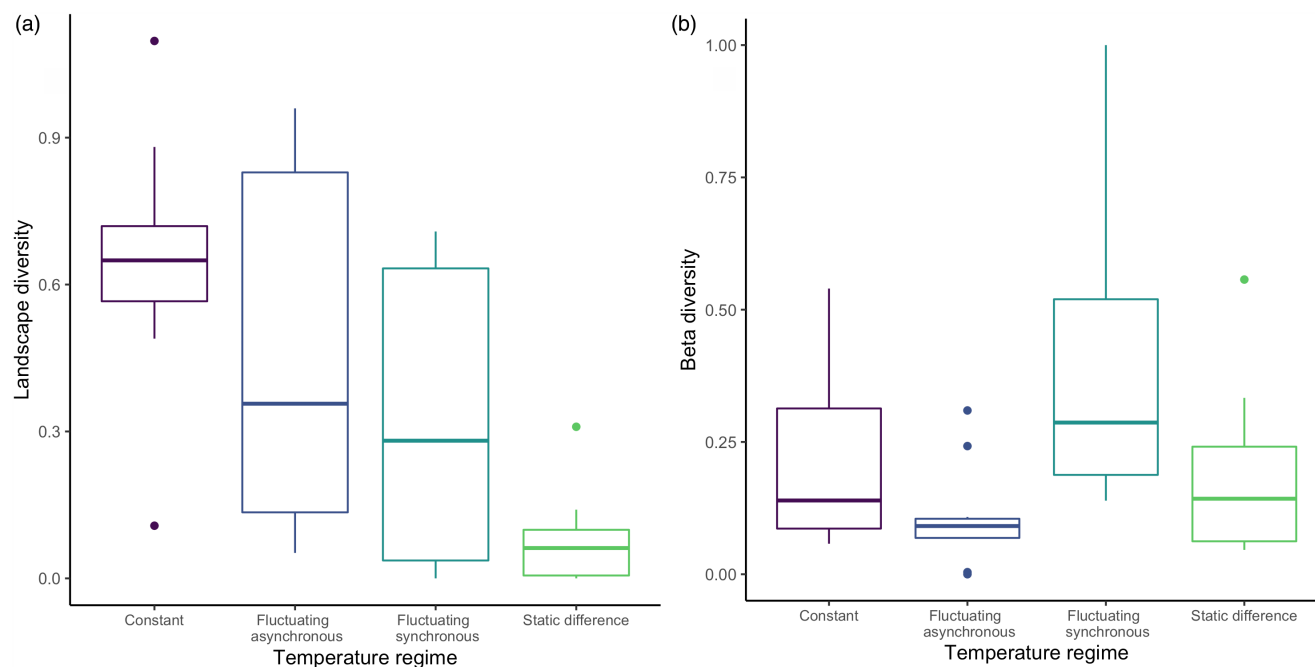 (a)
Landscape diversity
0.9
0.6
0.3
0.0
Constant
Fluctuating
asynchronous
Fluctuating
synchronous
Static difference
Temperature regime
(b)
Beta diversity
1.00
0.75
0.50
0.25
0.00
Constant
Fluctuating
asynchronous
Fluctuating
synchronous
Static difference
Temperature regime